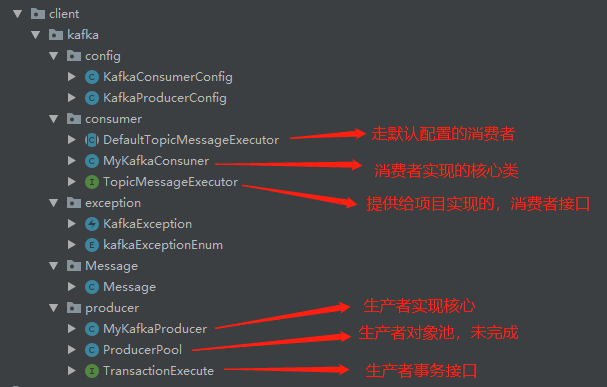 client
kafka
config
KafkaConsumerConfig
KafkaProducerConfig
consumer
DefaultTopicMessageExecutor 走默认配置的消费者
MyKafkaConsuner 消费者实现的核心类
TopicMessageExecutor 提供给项目实现的，消费者接口
exception
KafkaException
kafkaExceptionEnum
Message
Message
producer
MyKafkaProducer 生产者实现核心
ProducerPool 生产者对象池，未完成
TransactionExecute 生产者事务接口